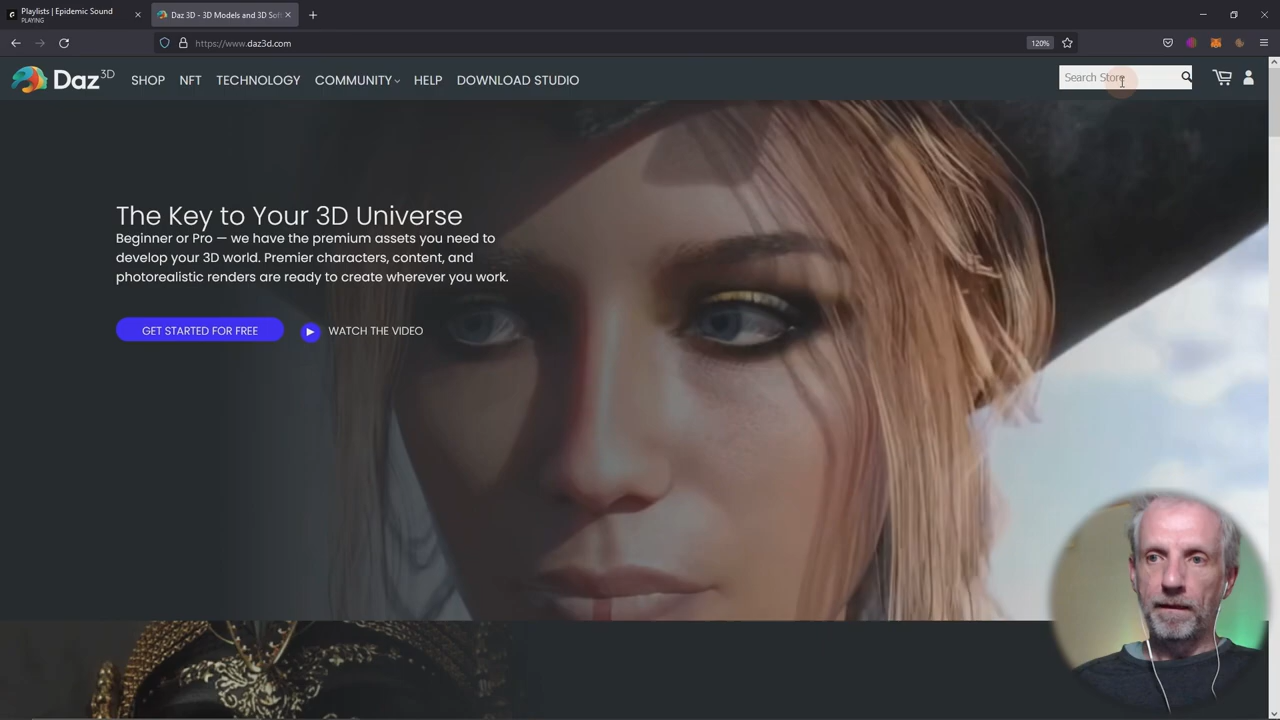 Playlists | Epidemic Sound
PLAYING
Daz 3D - 3D Models and 3D Sof
https://www.daz3d.com
120%
Daz3D
SHOP
NFT
TECHNOLOGY
COMMUNITY
HELP
DOWNLOAD STUDIO
Search Store
The Key to Your 3D Universe
Beginner or Pro — we have the premium assets you need to
develop your 3D world. Premier characters, content, and
photorealistic renders are ready to create wherever you work.
GET STARTED FOR FREE
WATCH THE VIDEO